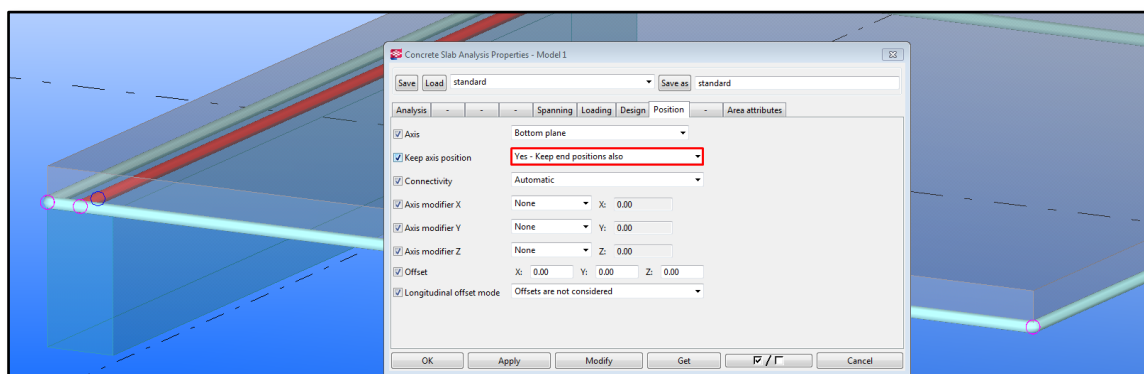 Concrete Slab Analysis Properties - Model 1
Save Load standard Save as standard
Analysis - - - Spanning Loading Design Position - Area attributes
Axis Bottom plane
Keep axis position Yes - Keep end positions also
Connectivity Automatic
Axis modifier X None X: 0.00
Axis modifier Y None Y: 0.00
Axis modifier Z None Z: 0.00
Offset X: 0.00 Y: 0.00 Z: 0.00
Longitudinal offset mode Offsets are not considered
OK Apply Modify Get / Cancel